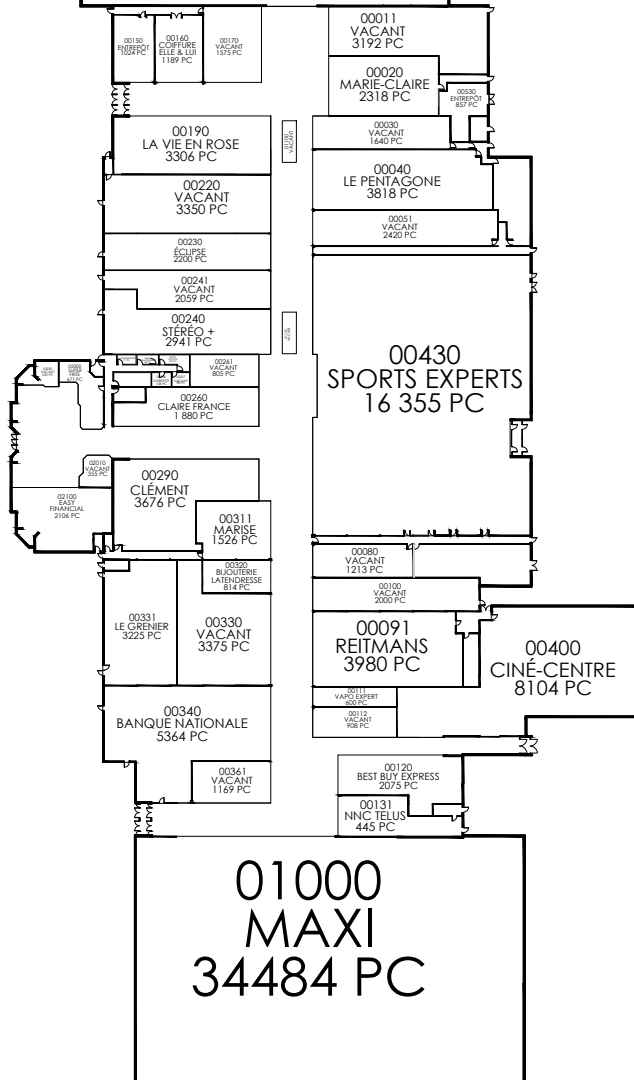 00150
ENTREPÔT
1024 PC
00160
COIFFURE
ELLE & LUI
1189 PC
00170
VACANT
1575 PC
00011
VACANT
3192 PC
00020
MARIE-CLAIRE
2318 PC
00530
ENTREPÔT
857 PC
00190
LA VIE EN ROSE
3306 PC
VACANT
00030
VACANT
1640 PC
00040
LE PENTAGONE
3818 PC
00220
VACANT
3350 PC
00051
VACANT
2420 PC
00230
ÉCLIPSE
2200 PC
00241
VACANT
2059 PC
00240
STÉRÉO +
2941 PC
00430
SPORTS EXPERTS
16 355 PC
00261
VACANT
805 PC
00260
CLAIRE FRANCE
1 880 PC
02010
VACANT
355 PC
02100
EASY
FINANCIAL
2106 PC
00290
CLÉMENT
3676 PC
00311
MARISE
1526 PC
00320
BIJOUTERIE
LATENDRESSE
814 PC
00331
LE GRENIER
3225 PC
00330
VACANT
3375 PC
00080
VACANT
1213 PC
00100
VACANT
2000 PC
00091
REITMANS
3980 PC
00400
CINÉ-CENTRE
8104 PC
00111
VAPO EXPERT
600 PC
00112
VACANT
908 PC
00340
BANQUE NATIONALE
5364 PC
00361
VACANT
1169 PC
00120
BEST BUY EXPRESS
2075 PC
00131
NNC TELUS
445 PC
01000
MAXI
34484 PC